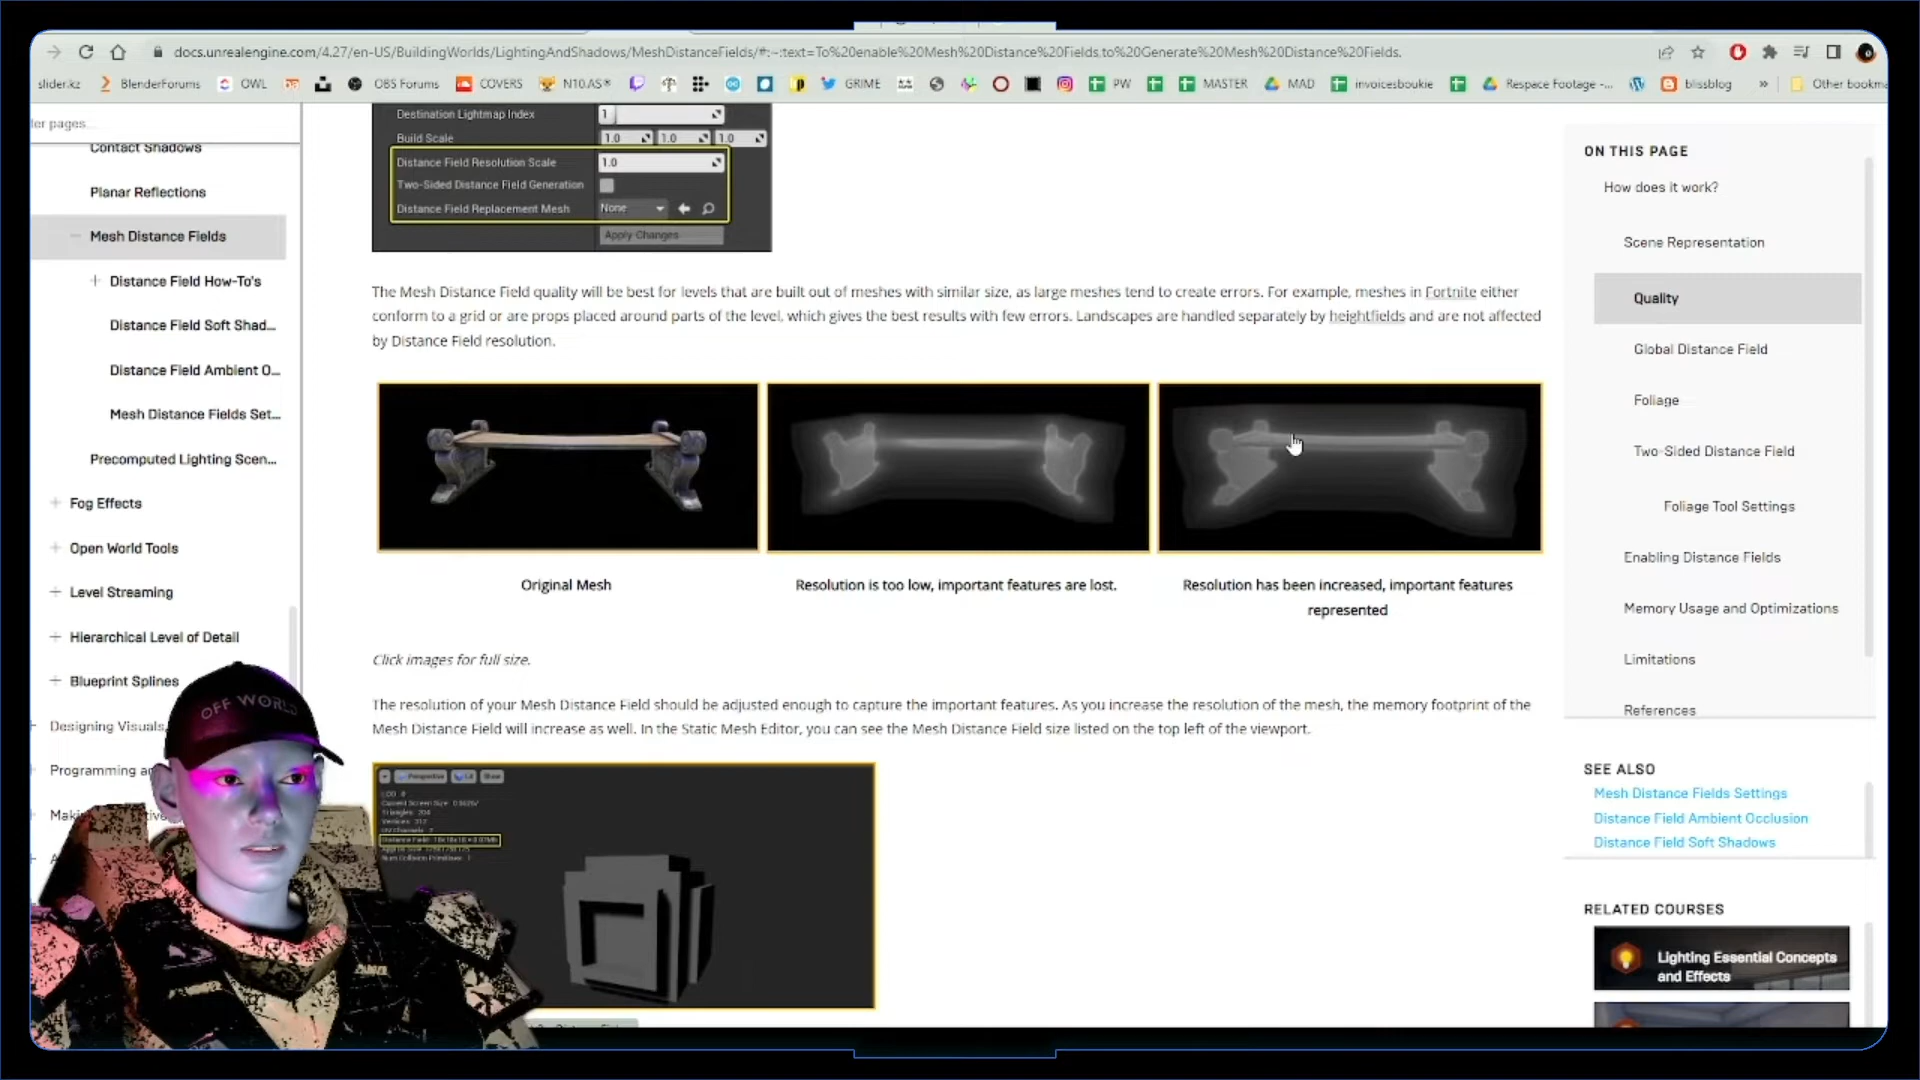 docs.unrealengine.com/4.27/en-US/BuildingWorlds/LightingAndShadows/MeshDistanceFields/#:~:text=To%20enable%20Mesh%20Distance%20Fields,to%20Generate%20Mesh%20Distance%20Fields.
slider.kz BlenderForums OWL OBS Forums COVERS N10.AS® GRIME PW MASTER MAD invoicesboukie Respace Footage -... blissblog » Other bookma
ter pages...
Contact Shadows
Planar Reflections
Mesh Distance Fields
Distance Field How-To's
Distance Field Soft Shad...
Distance Field Ambient O...
Mesh Distance Fields Set...
Precomputed Lighting Scen...
Fog Effects
Open World Tools
Level Streaming
Hierarchical Level of Detail
Blueprint Splines
Designing Visuals,
Programming an
Destination Lightmap Index 1
Build Scale 1.0 1.0 1.0
Distance Field Resolution Scale 1.0
Two-Sided Distance Field Generation
Distance Field Replacement Mesh None
Apply Changes
The Mesh Distance Field quality will be best for levels that are built out of meshes with similar size, as large meshes tend to create errors. For example, meshes in Fortnite either
conform to a grid or are props placed around parts of the level, which gives the best results with few errors. Landscapes are handled separately by heightfields and are not affected
by Distance Field resolution.
Original Mesh
Resolution is too low, important features are lost.
Resolution has been increased, important features
represented
Click images for full size.
The resolution of your Mesh Distance Field should be adjusted enough to capture the important features. As you increase the resolution of the mesh, the memory footprint of the
Mesh Distance Field will increase as well. In the Static Mesh Editor, you can see the Mesh Distance Field size listed on the top left of the viewport.
Perspective Lit Show
OFF WORLD
ON THIS PAGE
How does it work?
Scene Representation
Quality
Global Distance Field
Foliage
Two-Sided Distance Field
Foliage Tool Settings
Enabling Distance Fields
Memory Usage and Optimizations
Limitations
References
SEE ALSO
Mesh Distance Fields Settings
Distance Field Ambient Occlusion
Distance Field Soft Shadows
RELATED COURSES
Lighting Essential Concepts
and Effects